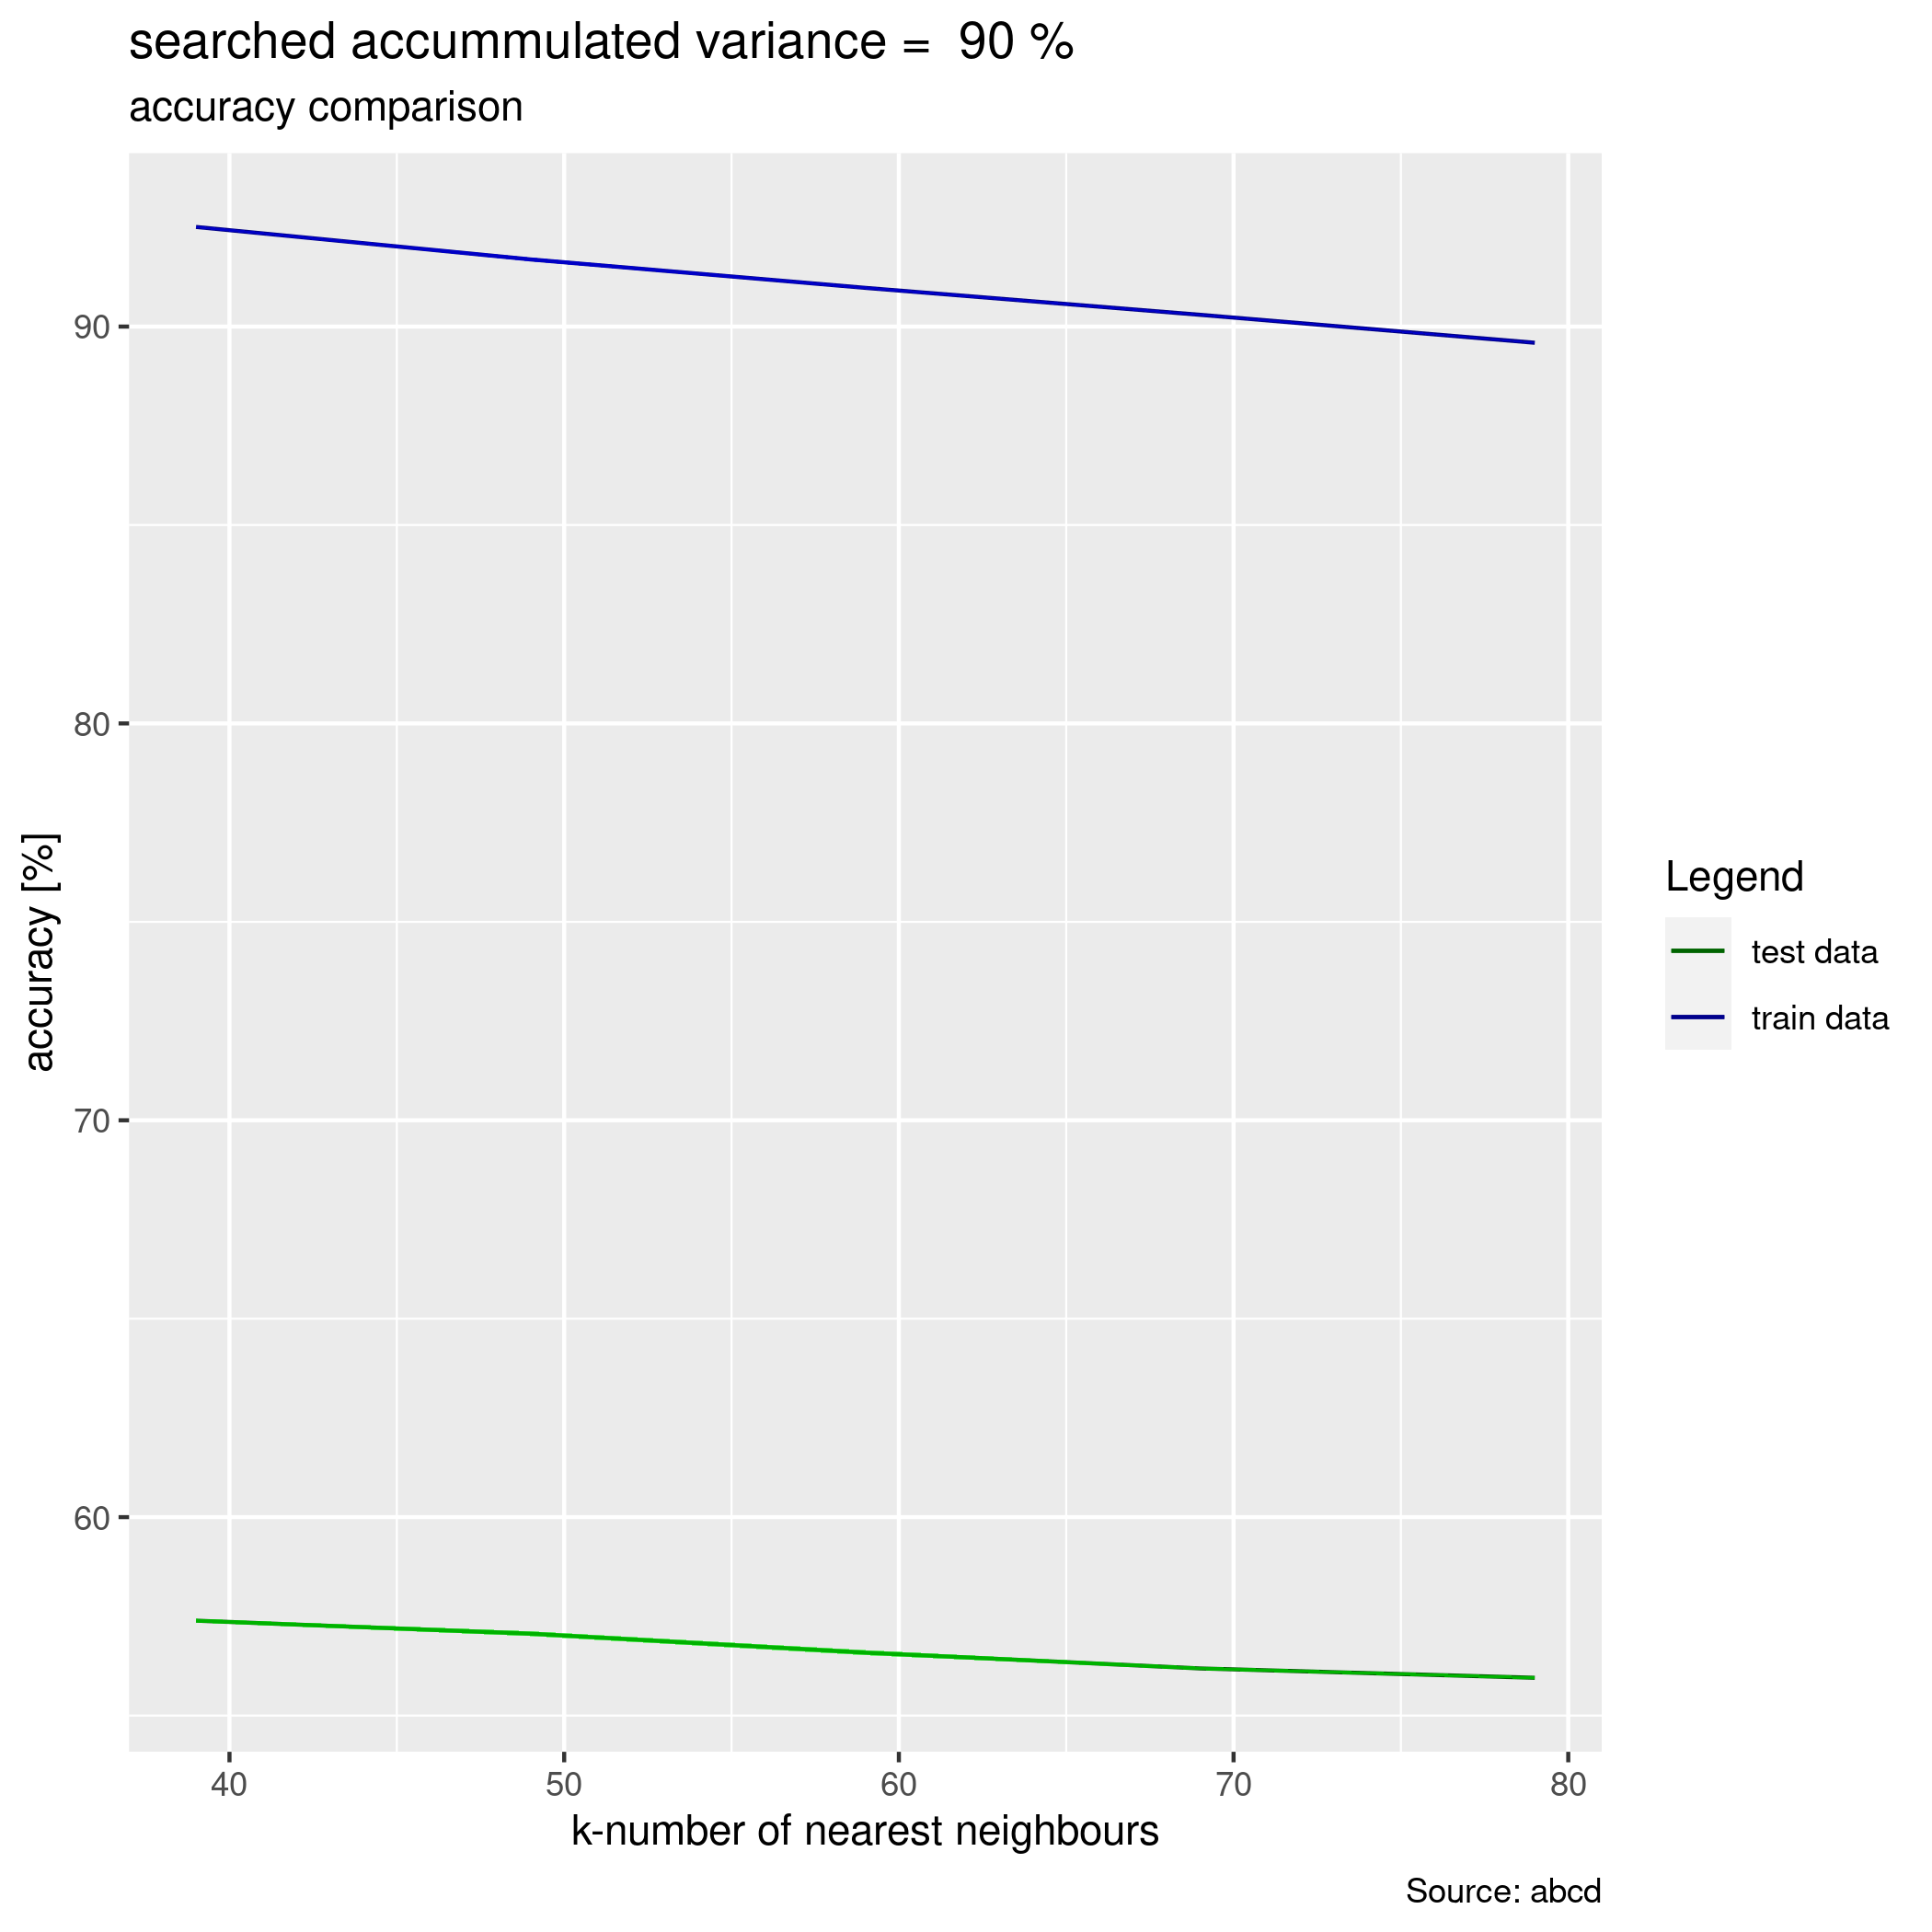 searched accummulated variance =  90 %
accuracy comparison
90
80
70
60
accuracy [%]
40 50 60 70 80
k-number of nearest neighbours
Legend
test data
train data
Source: abcd